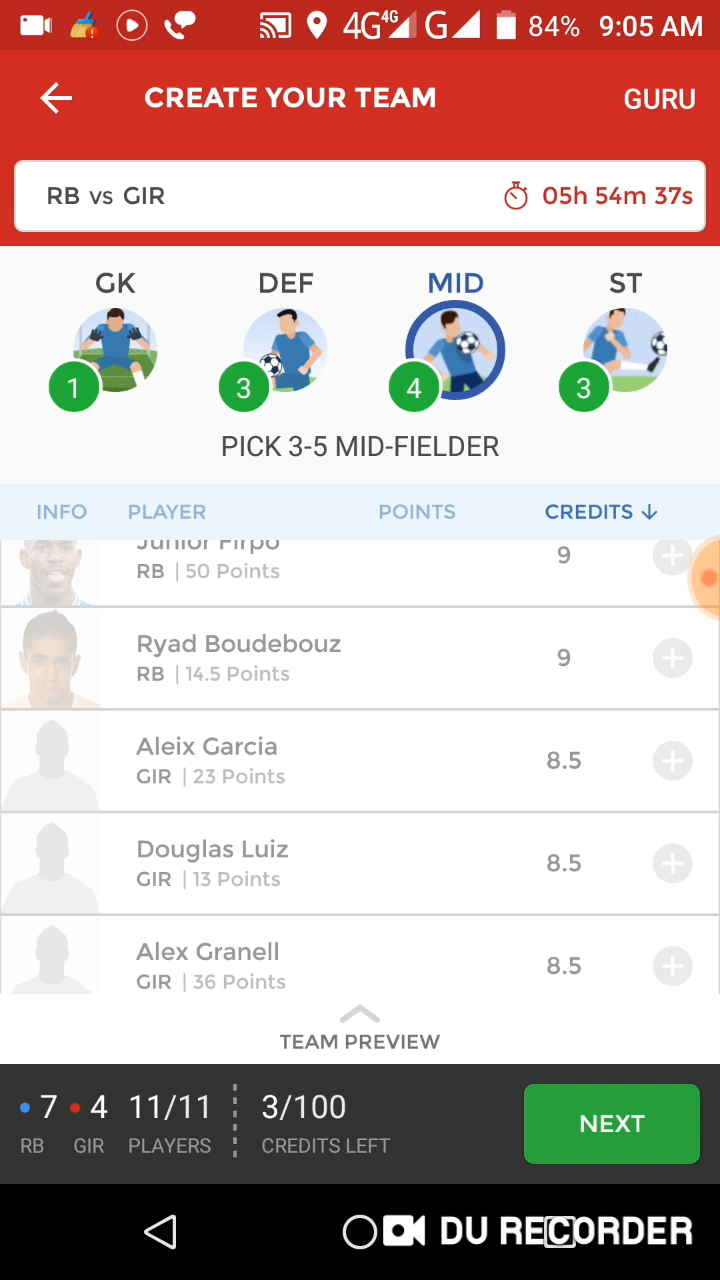 4G 4G G 84% 9:05 AM
CREATE YOUR TEAM GURU
RB vs GIR 05h 54m 37s
GK DEF MID ST
1 3 4 3
PICK 3-5 MID-FIELDER
INFO PLAYER POINTS CREDITS
Junior Firpo 9
RB | 50 Points
Ryad Boudebouz 9
RB | 14.5 Points
Aleix Garcia 8.5
GIR | 23 Points
Douglas Luiz 8.5
GIR | 13 Points
Alex Granell 8.5
GIR | 36 Points
TEAM PREVIEW
7 4 11/11 3/100 NEXT
RB GIR PLAYERS CREDITS LEFT
DU RECORDER